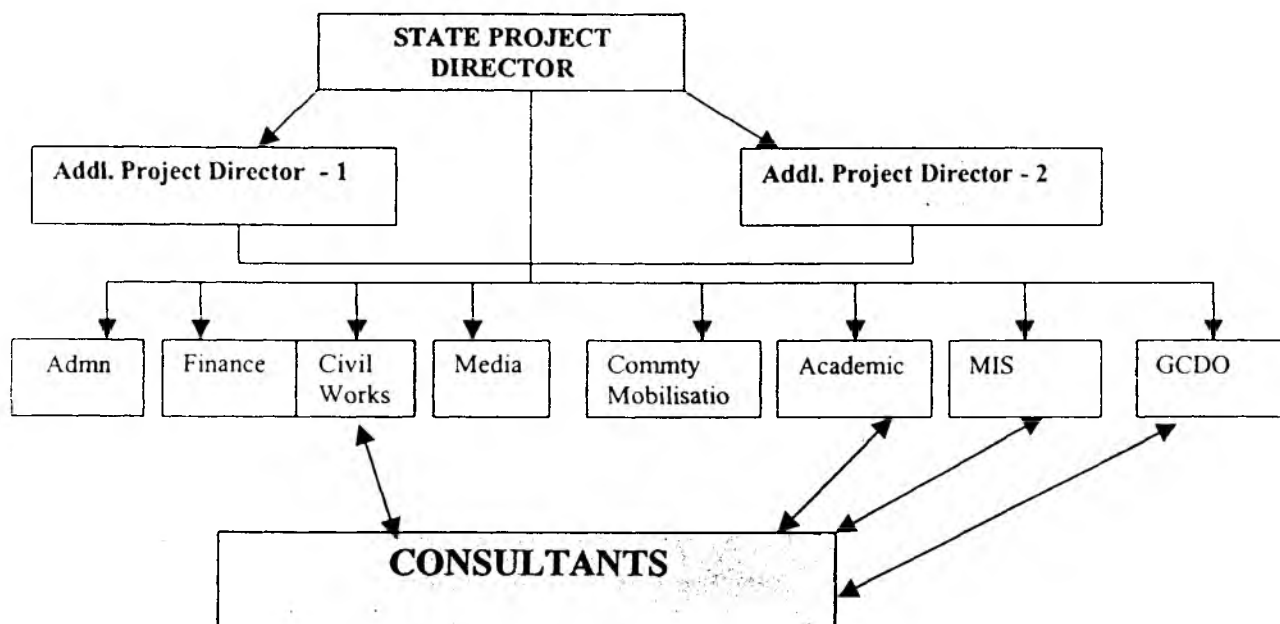 STATE PROJECT
DIRECTOR
Addl. Project Director - 1
Addl. Project Director - 2
Admn
Finance
Civil
Works
Media
Commty
Mobilisatio
Academic
MIS
GCDO
CONSULTANTS